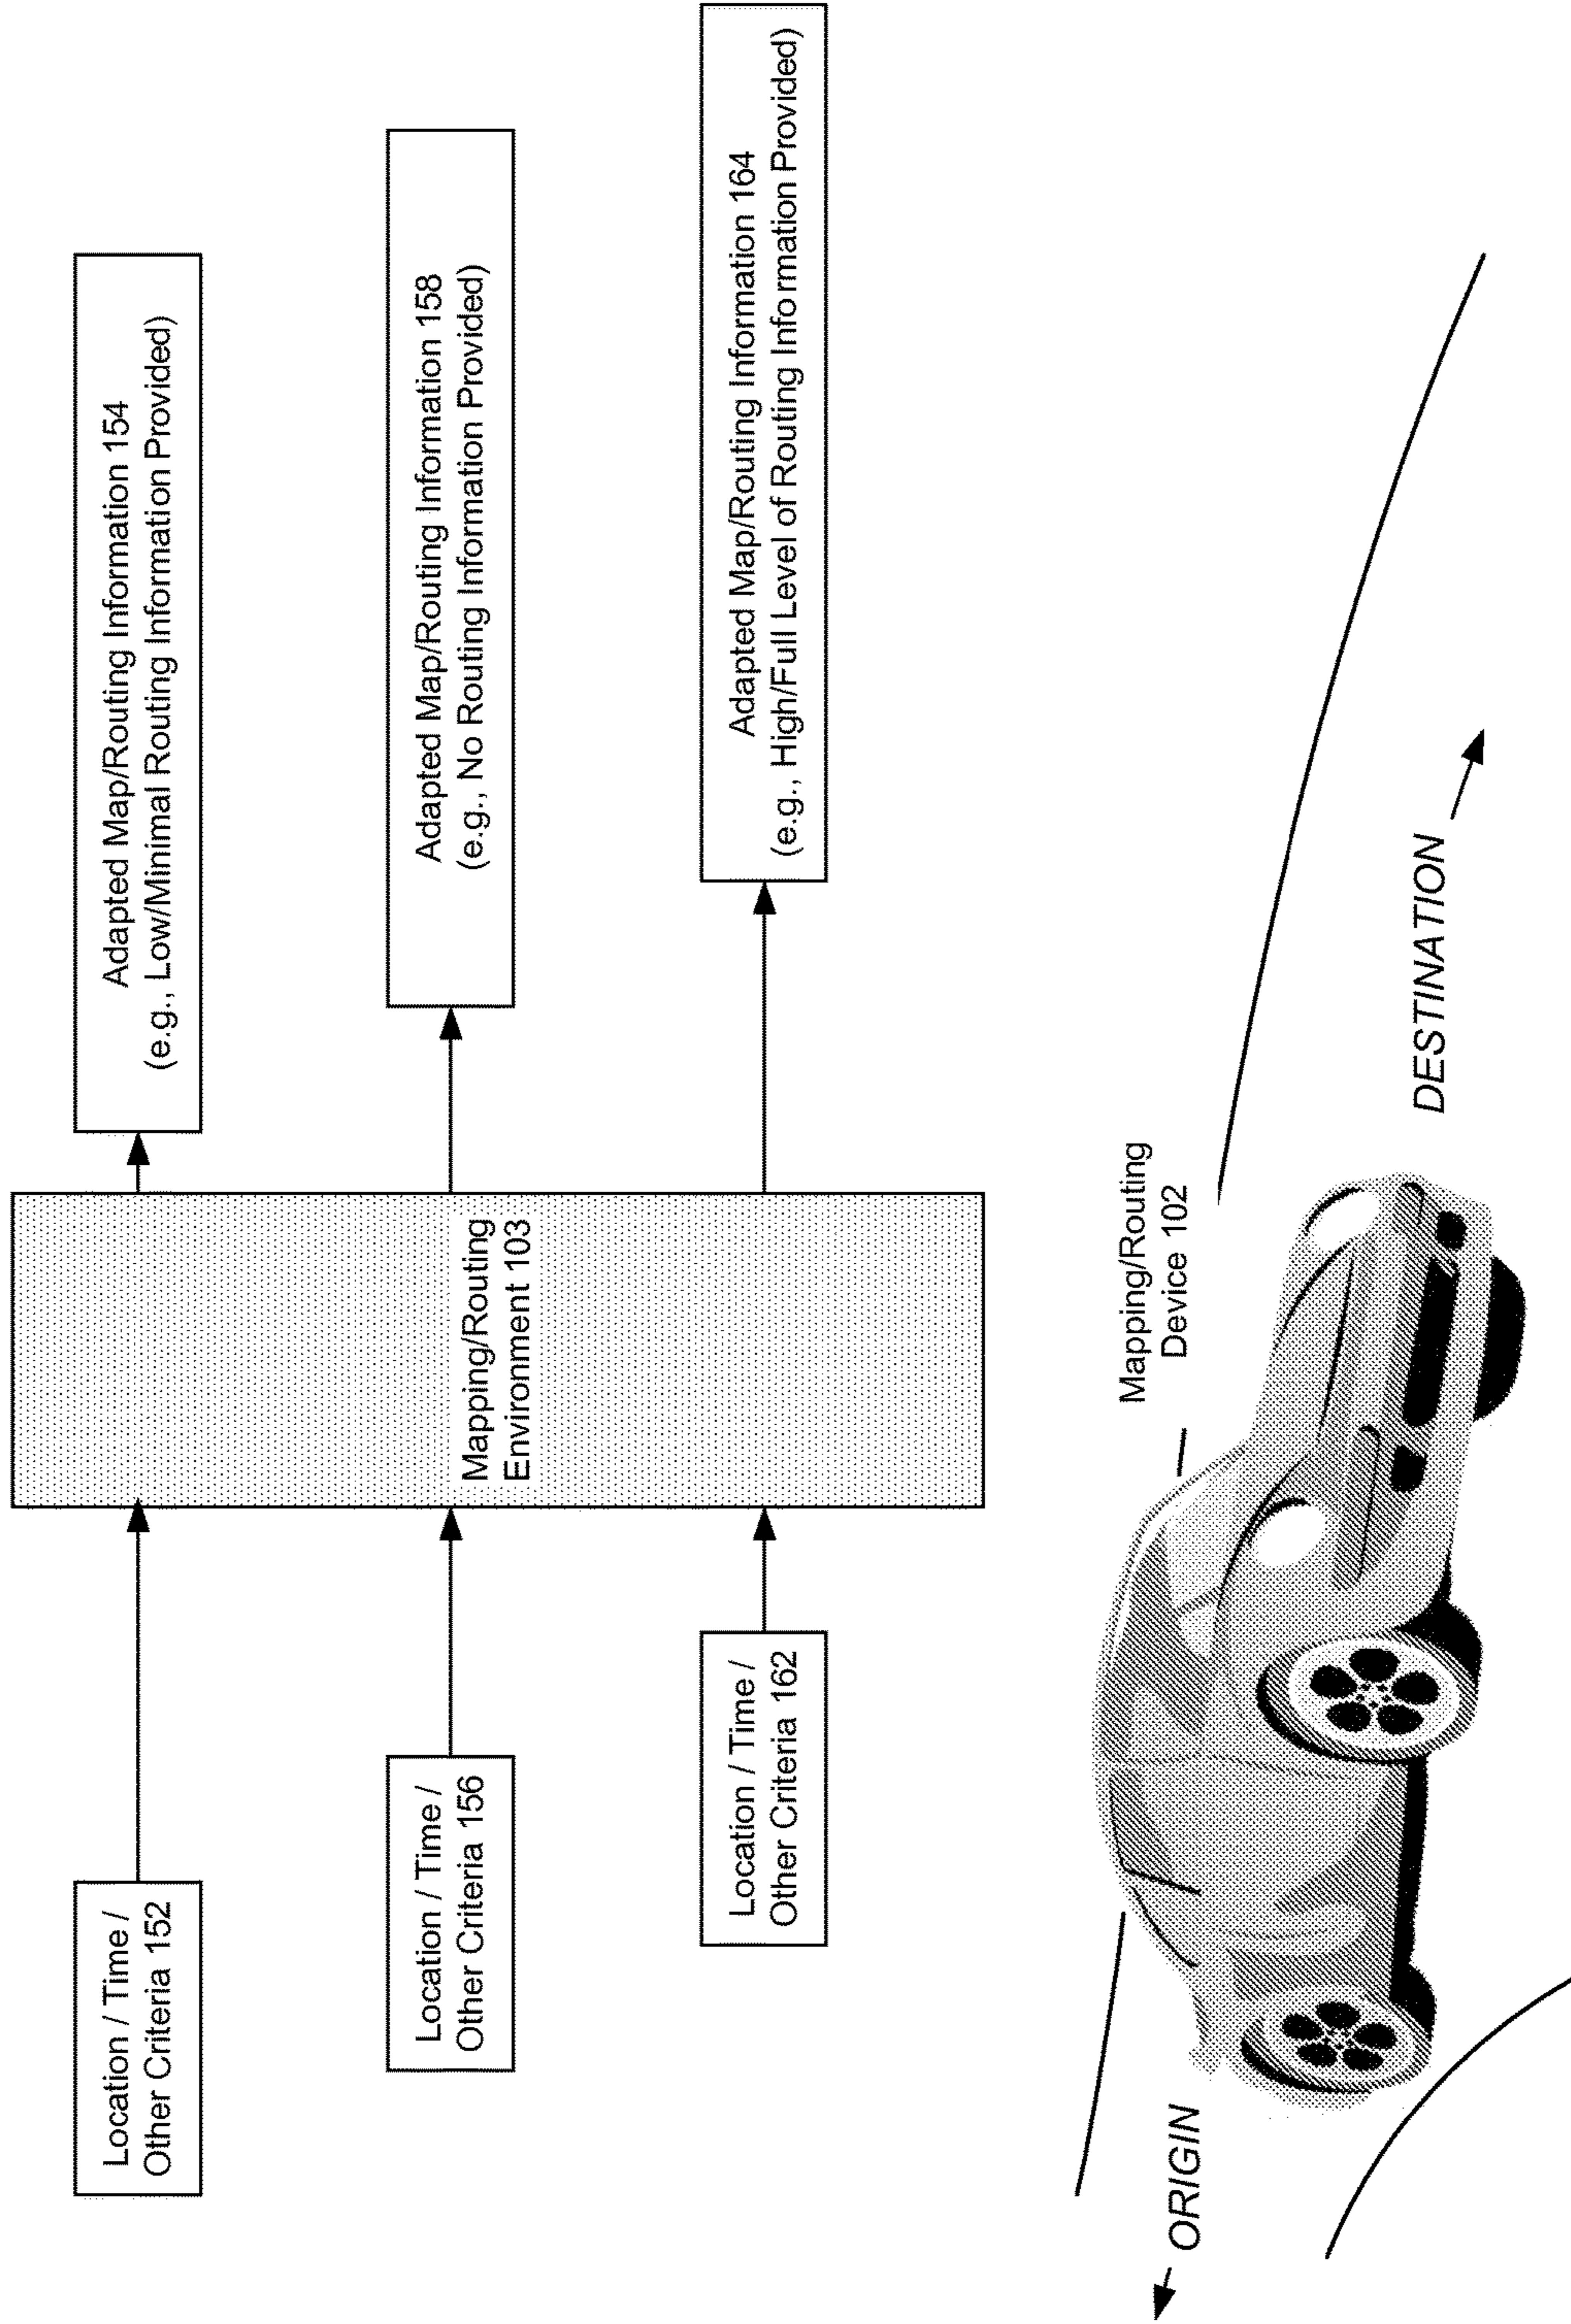 Location / Time /
Other Criteria 152
Adapted Map/Routing Information 154
(e.g., Low/Minimal Routing Information Provided)
Location / Time /
Other Criteria 156
Mapping/Routing
Environment 103
Adapted Map/Routing Information 158
(e.g., No Routing Information Provided)
Location / Time /
Other Criteria 162
Adapted Map/Routing Information 164
(e.g., High/Full Level of Routing Information Provided)
Mapping/Routing
Device 102
ORIGIN
DESTINATION